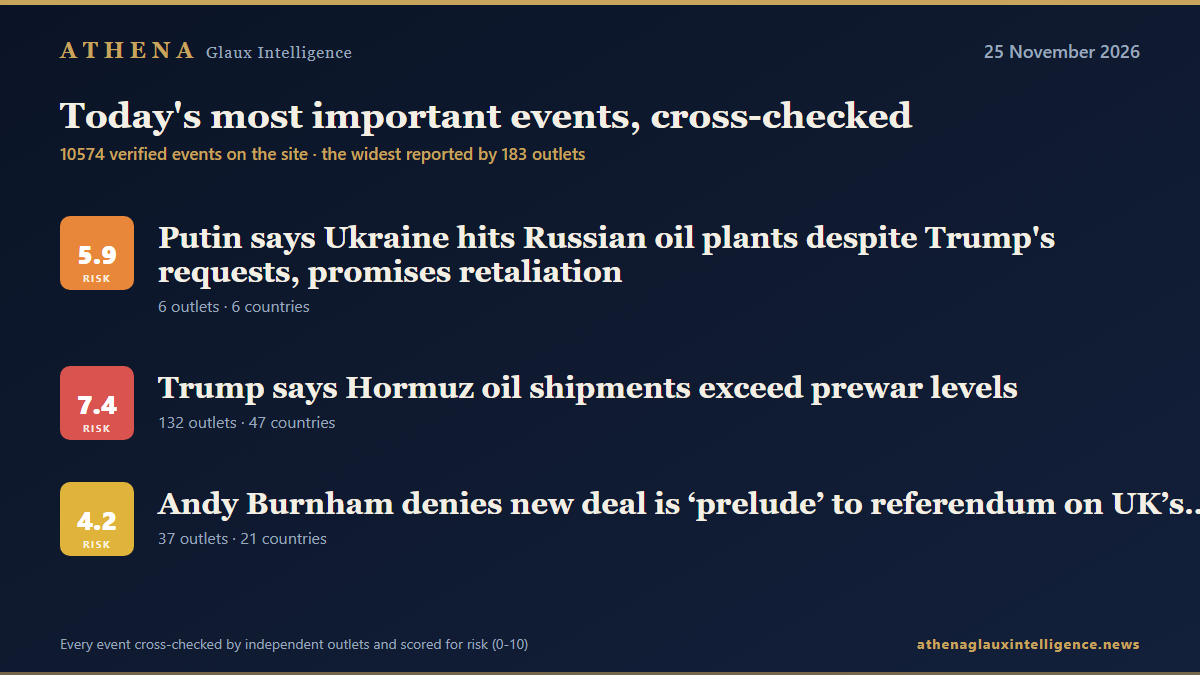 ATHENA Glaux Intelligence
25 November 2026
Today's most important events, cross-checked
10574 verified events on the site · the widest reported by 183 outlets
5.9
RISK
Putin says Ukraine hits Russian oil plants despite Trump's
requests, promises retaliation
6 outlets · 6 countries
7.4
RISK
Trump says Hormuz oil shipments exceed prewar levels
132 outlets · 47 countries
4.2
RISK
Andy Burnham denies new deal is ‘prelude’ to referendum on UK’s..
37 outlets · 21 countries
Every event cross-checked by independent outlets and scored for risk (0-10)
athenaglauxintelligence.news